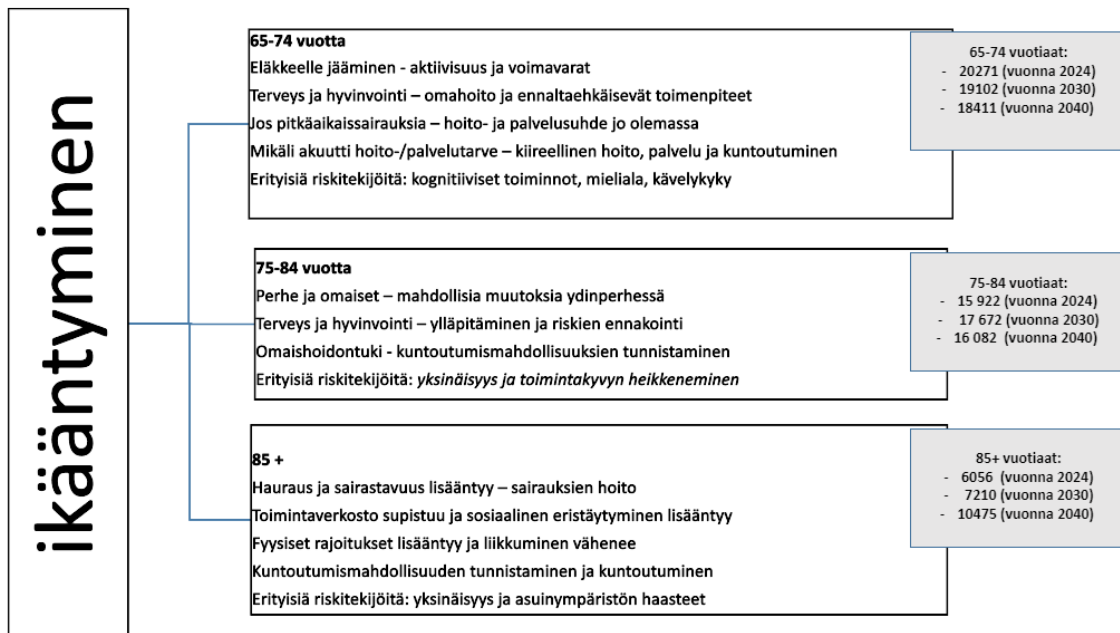 ikääntyminen
65-74 vuotta
Eläkkeelle jääminen - aktiivisuus ja voimavarat
Terveys ja hyvinvointi – omahoito ja ennaltaehkäisevät toimenpiteet
Jos pitkäaikaissairauksia – hoito- ja palvelusuhde jo olemassa
Mikäli akuutti hoito-/palvelutarve – kiireellinen hoito, palvelu ja kuntoutuminen
Erityisiä riskitekijöitä: kognitiiviset toiminnot, mieliala, kävelykyky
65-74 vuotiaat:
- 20271 (vuonna 2024)
- 19102 (vuonna 2030)
- 18411 (vuonna 2040)
75-84 vuotta
Perhe ja omaiset – mahdollisia muutoksia ydinperhessä
Terveys ja hyvinvointi – ylläpitäminen ja riskien ennakointi
Omaishoidontuki - kuntoutumismahdollisuuksien tunnistaminen
Erityisiä riskitekijöitä: yksinäisyys ja toimintakyvyn heikkeneminen
75-84 vuotiaat:
- 15 922 (vuonna 2024)
- 17 672 (vuonna 2030)
- 16 082 (vuonna 2040)
85 +
Hauraus ja sairastavuus lisääntyy – sairauksien hoito
Toimintaverkosto supistuu ja sosiaalinen eristäytyminen lisääntyy
Fyysiset rajoitukset lisääntyy ja liikkuminen vähenee
Kuntoutumismahdollisuuden tunnistaminen ja kuntoutuminen
Erityisiä riskitekijöitä: yksinäisyys ja asuinympäristön haasteet
85+ vuotiaat:
- 6056 (vuonna 2024)
- 7210 (vuonna 2030)
- 10475 (vuonna 2040)